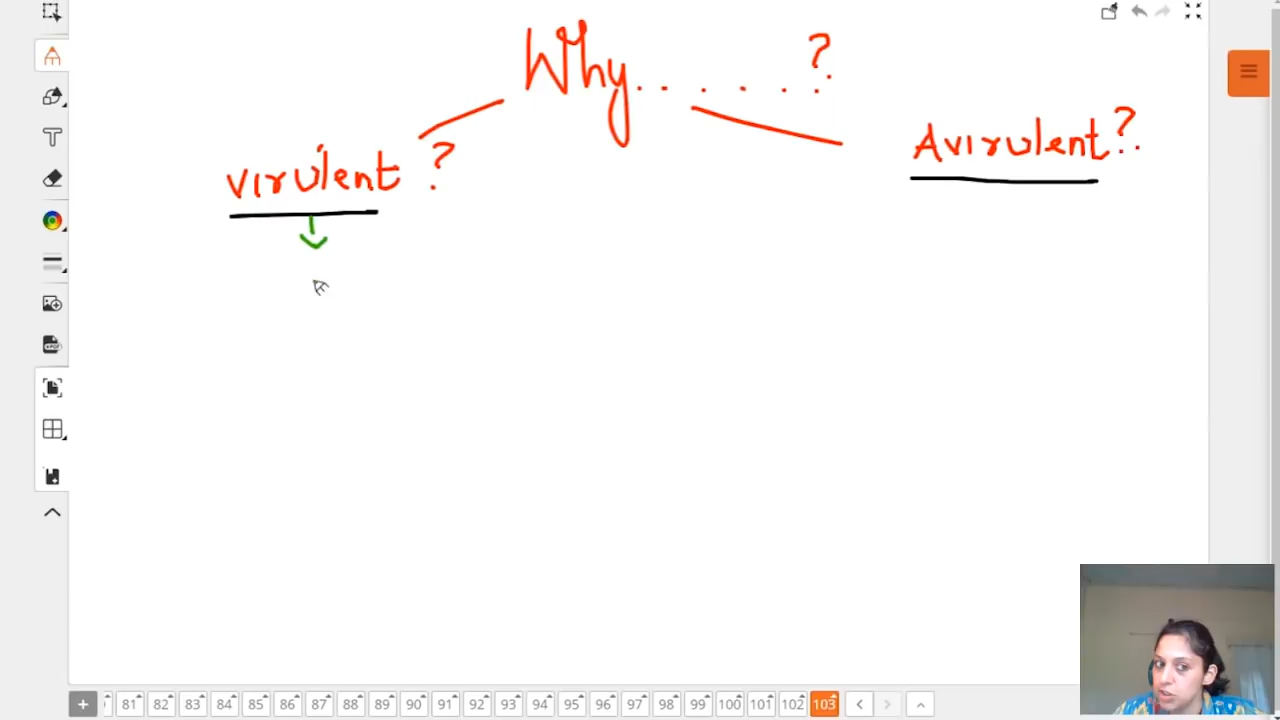 Why......?
virulent ?
Avirulent ??
81 82 83 84 85 86 87 88 89 90 91 92 93 94 95 96 97 98 99 100 101 102 103